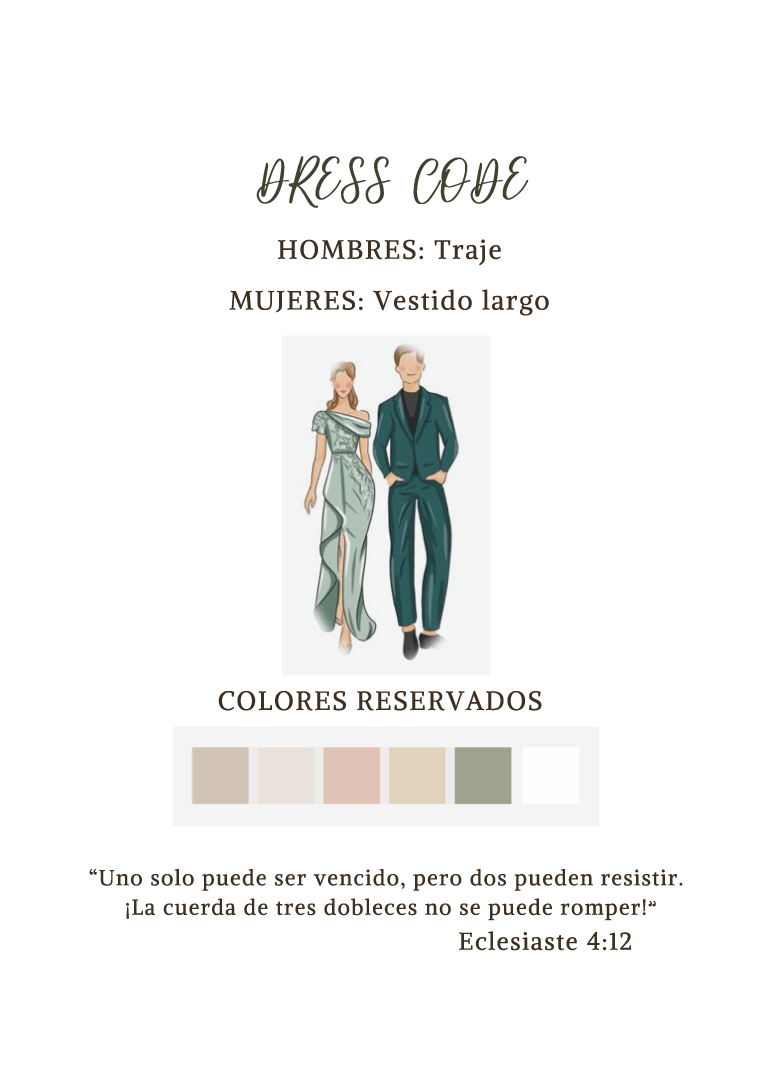 DRESS CODE
HOMBRES: Traje
MUJERES: Vestido largo
COLORES RESERVADOS
“Uno solo puede ser vencido, pero dos pueden resistir.
¡La cuerda de tres dobleces no se puede romper!”
Eclesiaste 4:12